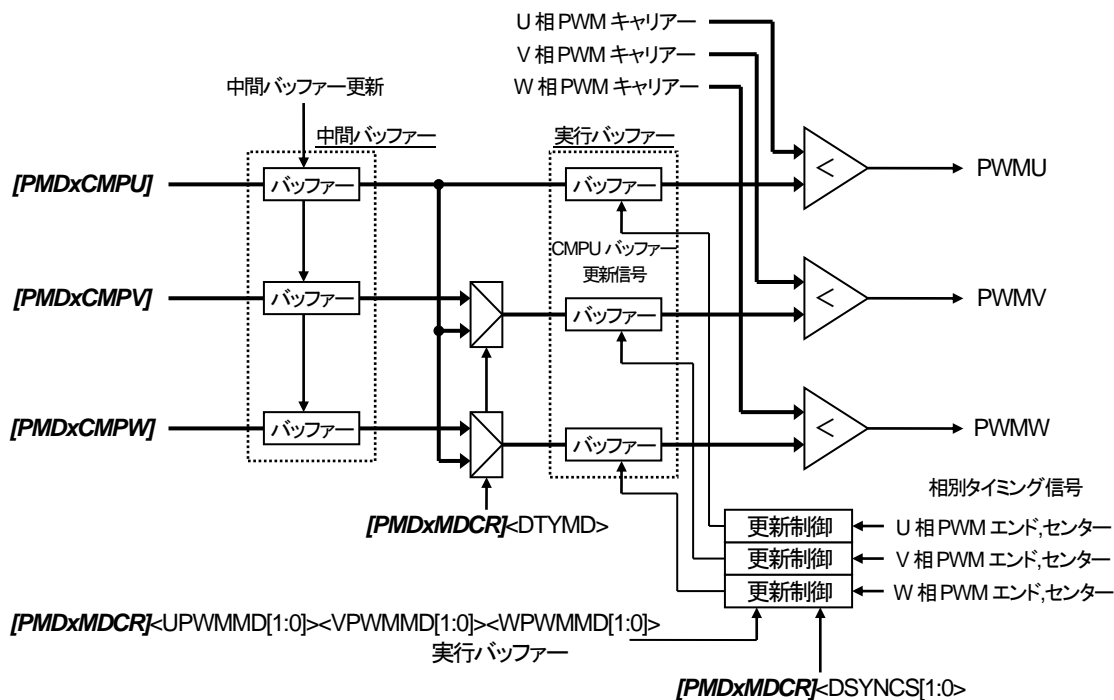 U 相 PWM キャリアー
V 相 PWM キャリアー
W 相 PWM キャリアー
中間バッファー更新
中間バッファー
実行バッファー
[PMDxCMPU]
バッファー
バッファー
<
PWMU
CMPU バッファー
更新信号
[PMDxCMPV]
バッファー
バッファー
<
PWMV
[PMDxCMPW]
バッファー
バッファー
<
PWMW
相別タイミング信号
[PMDxMDCR]<DTYMD>
更新制御
U 相 PWM エンド,センター
更新制御
V 相 PWM エンド,センター
更新制御
W 相 PWM エンド,センター
[PMDxMDCR]<UPWMMD[1:0]><VPWMMD[1:0]><WPWMMD[1:0]>
実行バッファー
[PMDxMDCR]<DSYNCS[1:0>